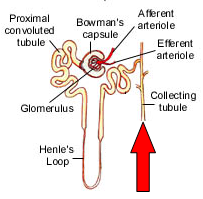 Proximal
convoluted
tubule
Bowman's
capsule
Afferent
arteriole
Efferent
arteriole
Glomerulus
Collecting
tubule
Henle's
Loop